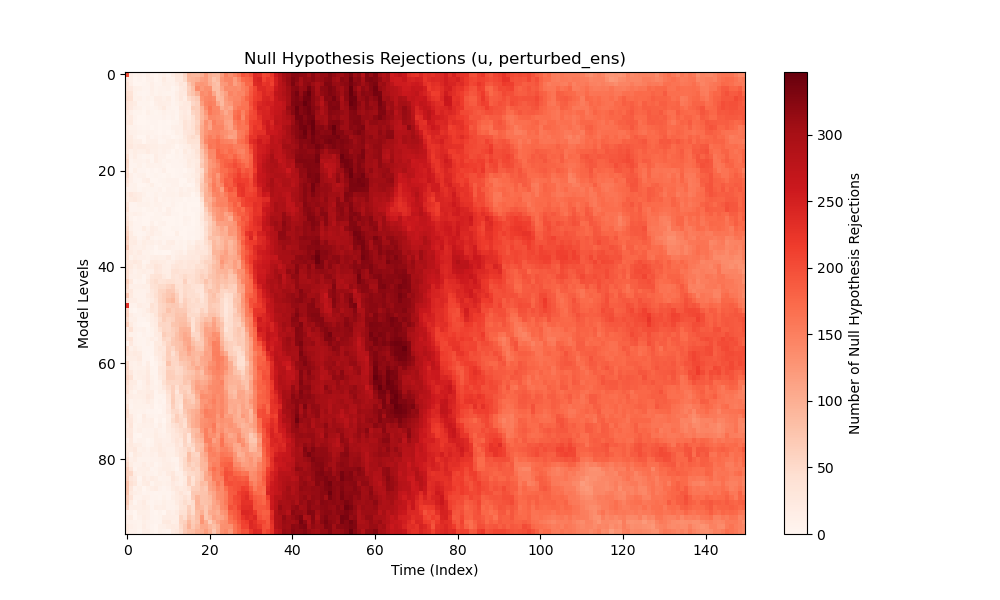 Null Hypothesis Rejections (u, perturbed_ens)
Model Levels
0
20
40
60
80
0 20 40 60 80 100 120 140
Time (Index)
300
250
200
150
100
50
0
Number of Null Hypothesis Rejections